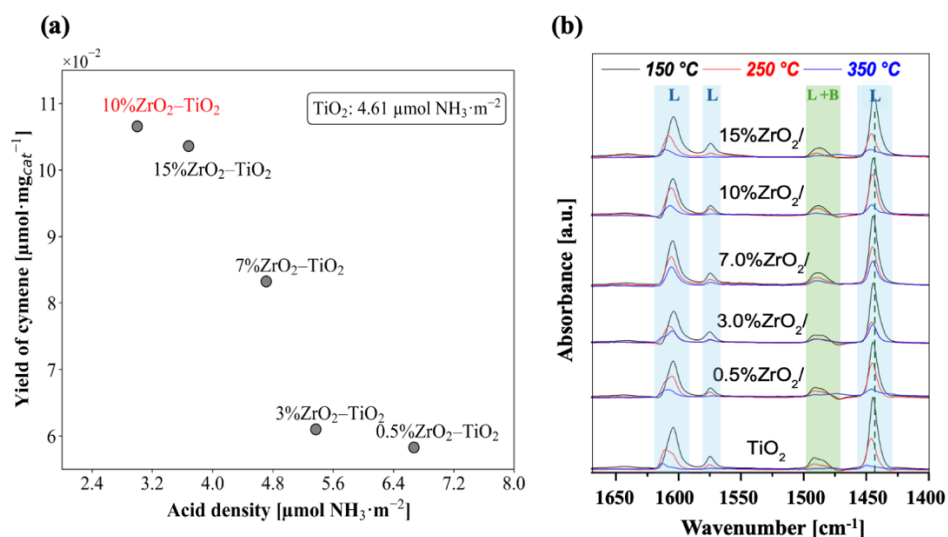 (a)
×10⁻²
11
10
9
8
7
6
Yield of cymene [µmol·mg_cat⁻¹]
10%ZrO₂–TiO₂
15%ZrO₂–TiO₂
7%ZrO₂–TiO₂
3%ZrO₂–TiO₂
0.5%ZrO₂–TiO₂
TiO₂: 4.61 µmol NH₃·m⁻²
2.4 3.2 4.0 4.8 5.6 6.4 7.2 8.0
Acid density [µmol NH₃·m⁻²]
(b)
150 °C 250 °C 350 °C
L L L +B L
15%ZrO₂/
10%ZrO₂/
7.0%ZrO₂/
3.0%ZrO₂/
0.5%ZrO₂/
TiO₂
Absorbance [a.u.]
1650 1600 1550 1500 1450 1400
Wavenumber [cm⁻¹]